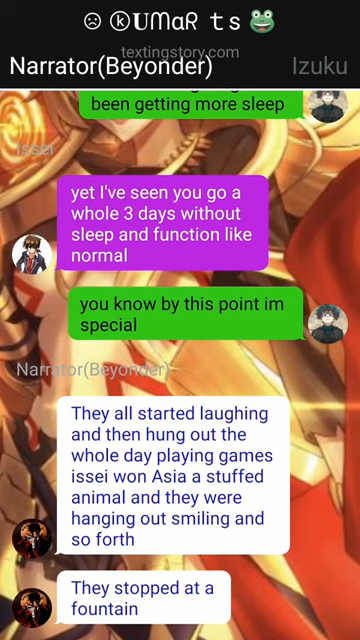 ☹ 🅚𝐔ᑌᗰᗩᖇ ｔｓ🐸
textingstory.com
Narrator(Beyonder) Izuku
been getting more sleep
Issei
yet I've seen you go a
whole 3 days without
sleep and function like
normal
you know by this point im
special
Narrator(Beyonder)
They all started laughing
and then hung out the
whole day playing games
issei won Asia a stuffed
animal and they were
hanging out smiling and
so forth
They stopped at a
fountain